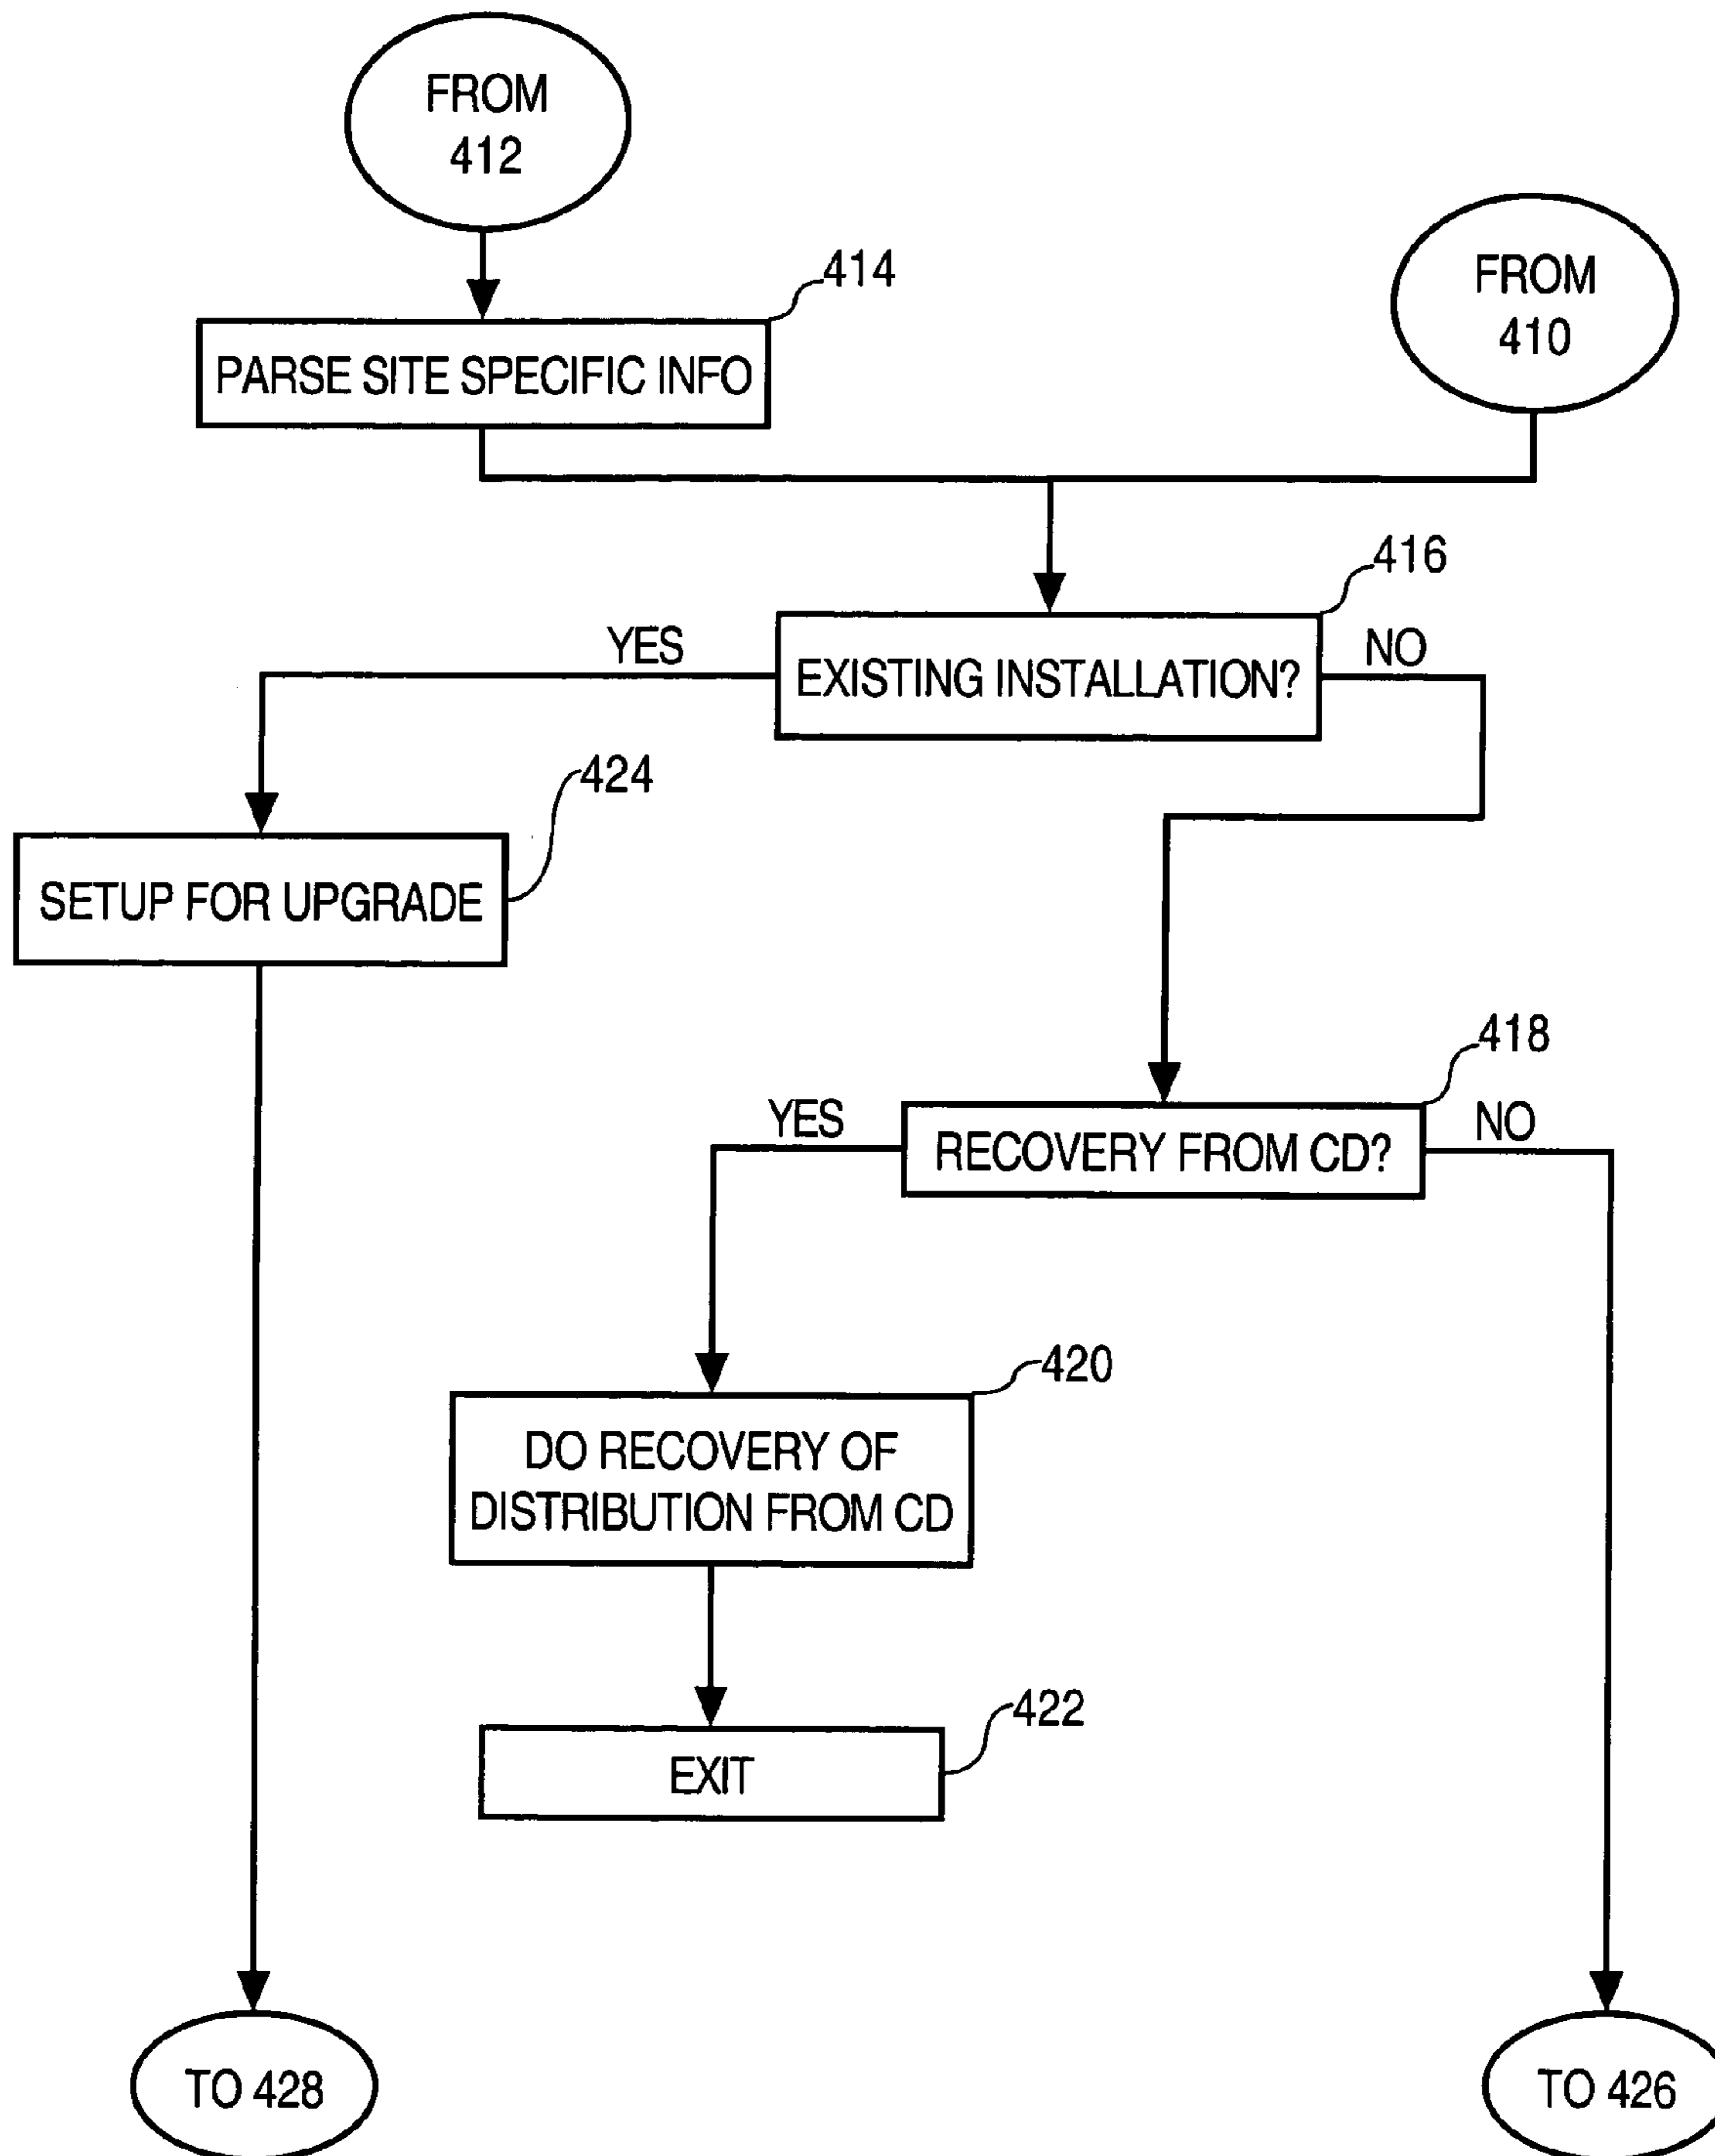 FROM
412
414
FROM
410
PARSE SITE SPECIFIC INFO
416
YES
NO
EXISTING INSTALLATION?
424
SETUP FOR UPGRADE
418
YES
NO
RECOVERY FROM CD?
420
DO RECOVERY OF
DISTRIBUTION FROM CD
422
EXIT
TO 428
TO 426